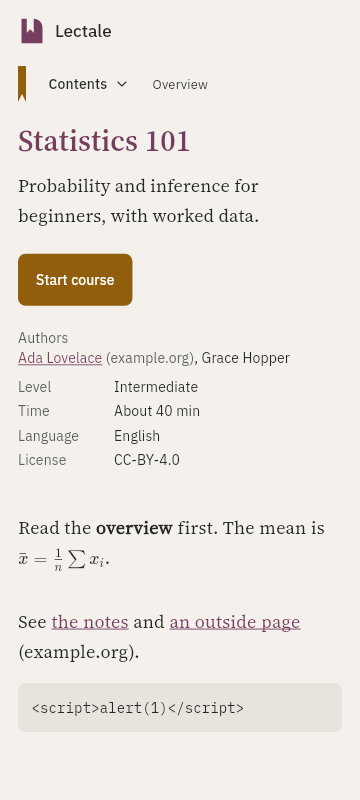 Lectale
Contents Overview
Statistics 101
Probability and inference for
beginners, with worked data.
Start course
Authors
Ada Lovelace (example.org), Grace Hopper
Level Intermediate
Time About 40 min
Language English
License CC-BY-4.0
Read the overview first. The mean is
x̄ = 1/n ∑ xᵢ.
See the notes and an outside page
(example.org).
<script>alert(1)</script>